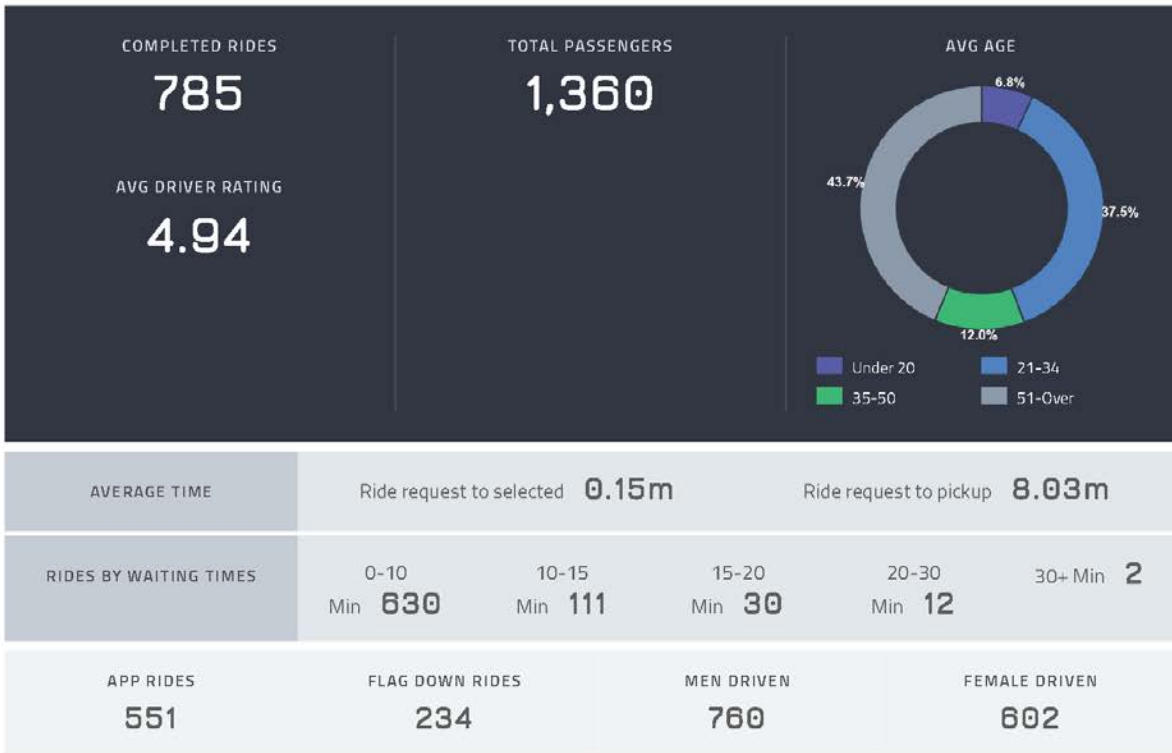 COMPLETED RIDES
785
AVG DRIVER RATING
4.94
TOTAL PASSENGERS
1,360
AVG AGE
6.8%
43.7%
37.5%
12.0%
Under 20
21-34
35-50
51-Over
AVERAGE TIME
Ride request to selected 0.15m
Ride request to pickup 8.03m
RIDES BY WAITING TIMES
0-10
Min 630
10-15
Min 111
15-20
Min 30
20-30
Min 12
30+ Min 2
APP RIDES
551
FLAG DOWN RIDES
234
MEN DRIVEN
760
FEMALE DRIVEN
602